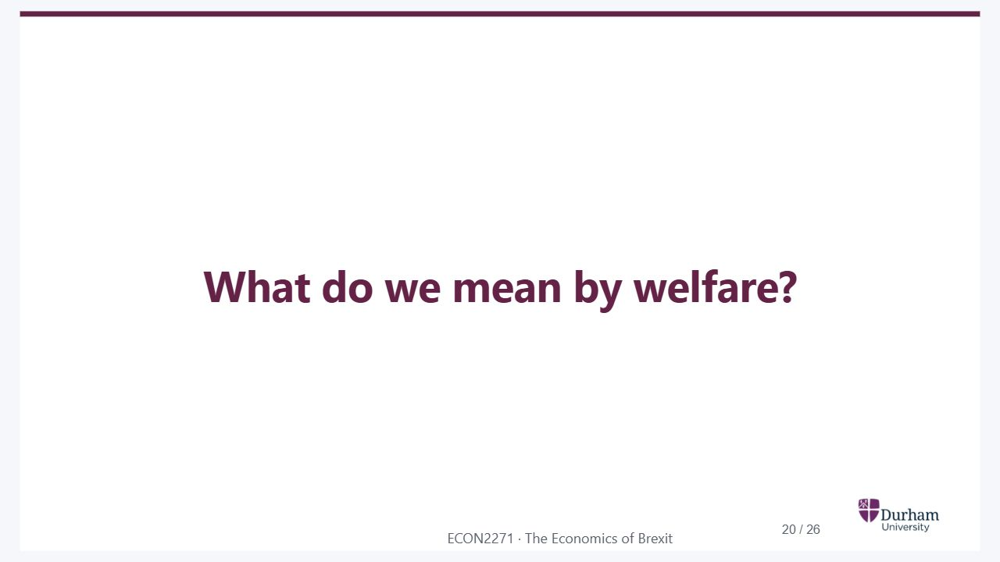 What do we mean by welfare?
ECON2271 · The Economics of Brexit
20 / 26
Durham
University